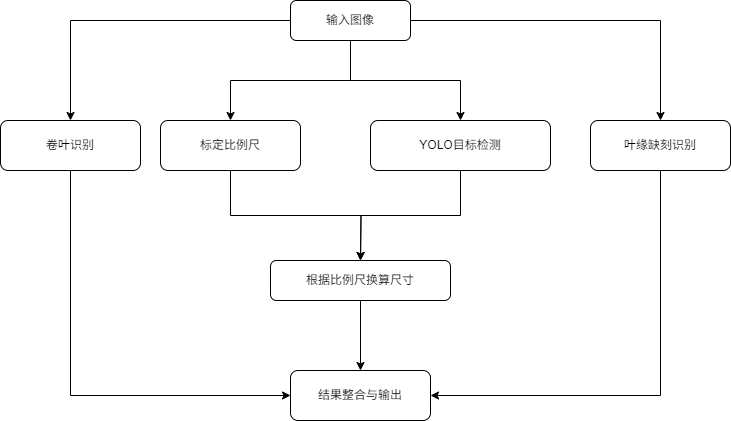 输入图像
卷叶识别
标定比例尺
YOLO目标检测
叶缘缺刻识别
根据比例尺换算尺寸
结果整合与输出